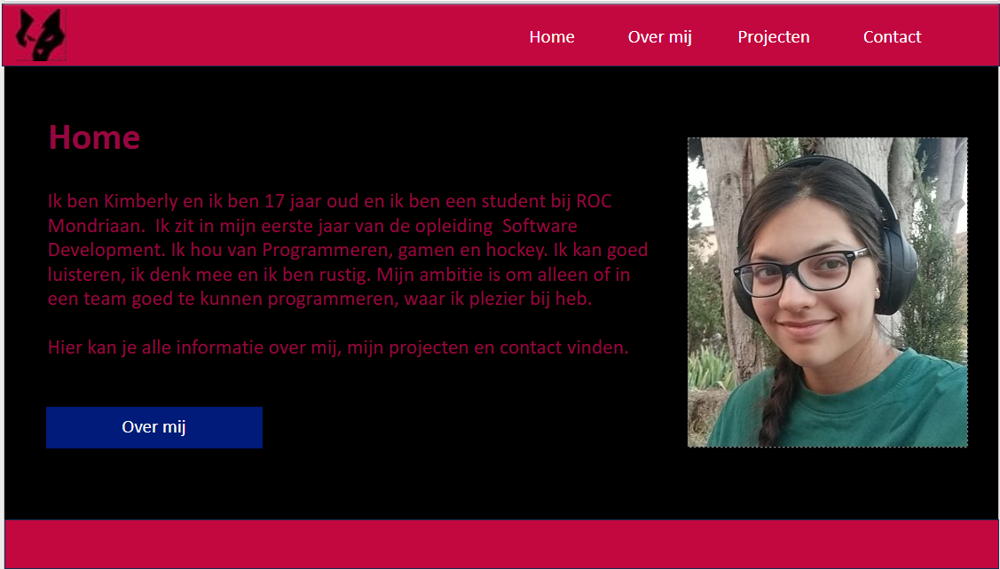 Home
Over mij
Projecten
Contact
Home
Ik ben Kimberly en ik ben 17 jaar oud en ik ben een student bij ROC
Mondriaan.  Ik zit in mijn eerste jaar van de opleiding  Software
Development. Ik hou van Programmeren, gamen en hockey. Ik kan goed
luisteren, ik denk mee en ik ben rustig. Mijn ambitie is om alleen of in
een team goed te kunnen programmeren, waar ik plezier bij heb.
Hier kan je alle informatie over mij, mijn projecten en contact vinden.
Over mij